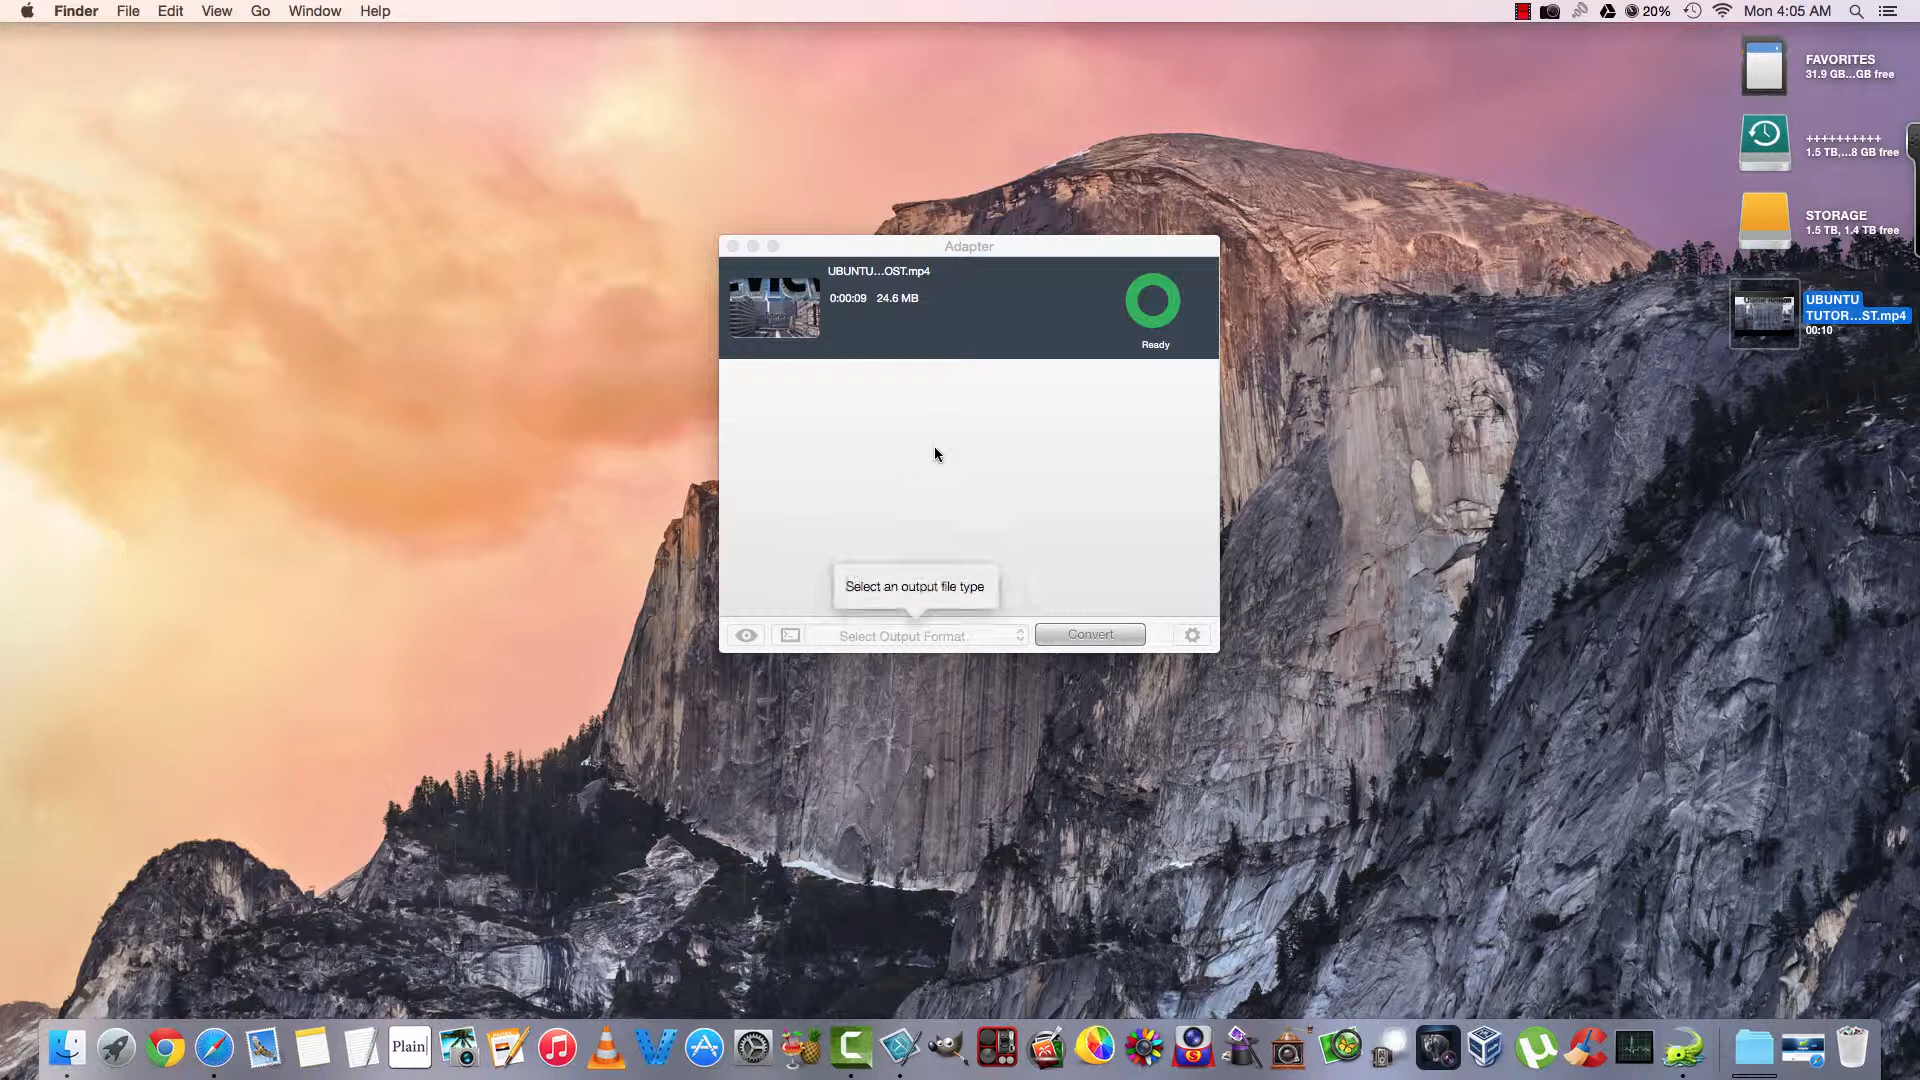 Finder File Edit View Go Window Help
20% Mon 4:05 AM
FAVORITES
31.9 GB...GB free
++++++++++
1.5 TB,...8 GB free
STORAGE
1.5 TB, 1.4 TB free
UBUNTU
TUTOR...ST.mp4
00:10
Adapter
UBUNTU...OST.mp4
0:00:09 24.6 MB
Ready
Select an output file type
Select Output Format.
Convert
Plain